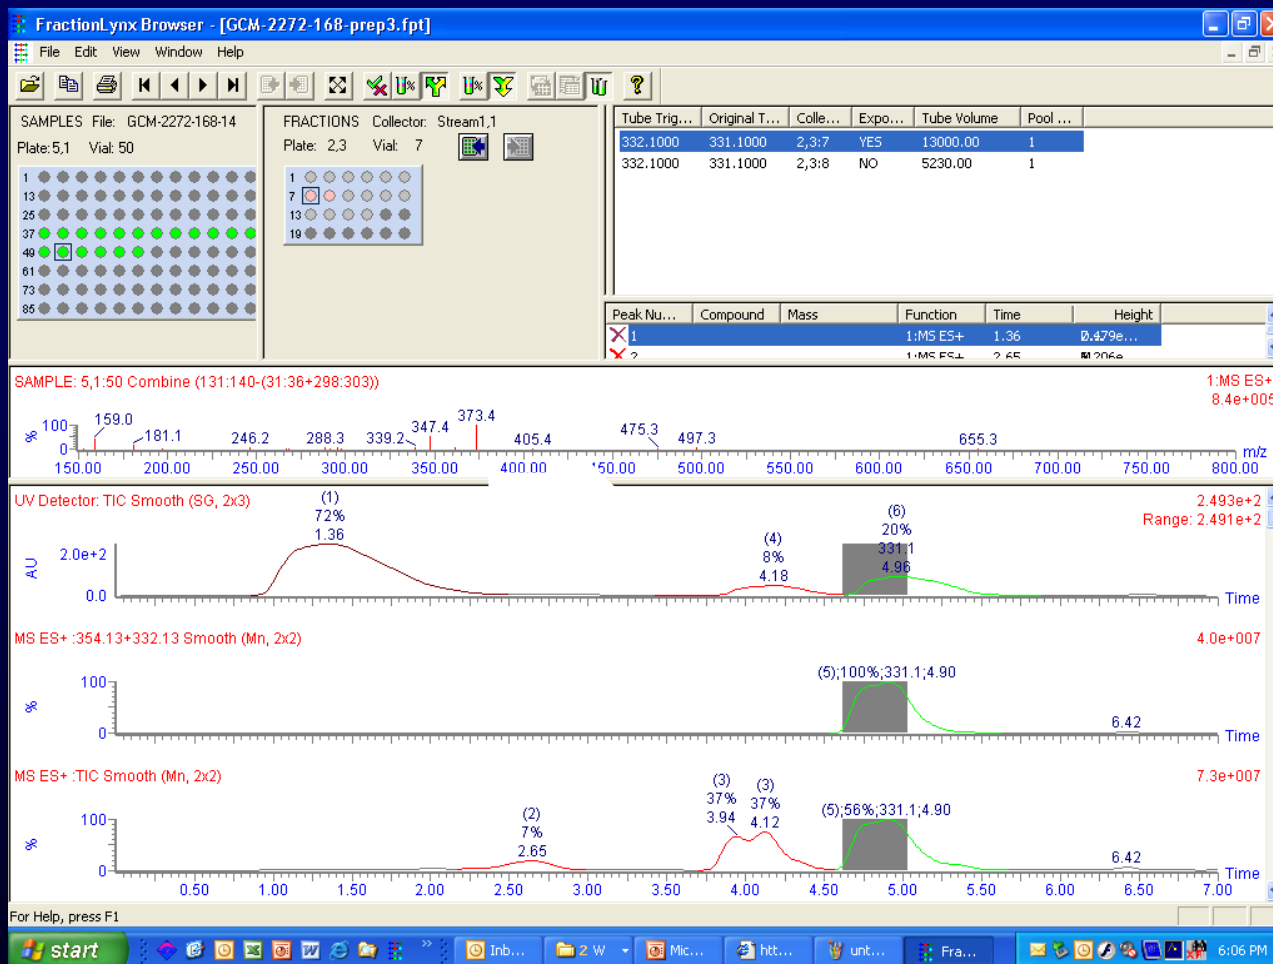 FractionLynx Browser - [GCM-2272-168-prep3.fpt]
File Edit View Window Help
SAMPLES File: GCM-2272-168-14
Plate: 5,1 Vial: 50
1
13
25
37
49
61
73
85
FRACTIONS Collector: Stream1,1
Plate: 2,3 Vial: 7
1
7
13
19
Tube Trig... Original T... Colle... Expo... Tube Volume Pool ...
332.1000 331.1000 2,3:7 YES 13000.00 1
332.1000 331.1000 2,3:8 NO 5230.00 1
Peak Nu... Compound Mass Function Time Height
1 1:MS ES+ 1.36
2 1:MS ES+ 2.65
SAMPLE: 5,1:50 Combine (131:140-(31:36+298:303)) 1:MS ES+
8.4e+005
% 100 0
159.0 181.1 246.2 288.3 339.2 347.4 373.4 405.4 475.3 497.3 655.3
150.00 200.00 250.00 300.00 350.00 400.00 450.00 500.00 550.00 600.00 650.00 700.00 750.00 800.00 m/z
UV Detector: TIC Smooth (SG, 2x3) 2.493e+2
Range: 2.491e+2
(1) 72% 1.36
(4) 8% 4.18
(6) 20% 331.1 4.96
AU 2.0e+2 0.0
Time
MS ES+ :354.13+332.13 Smooth (Mn, 2x2) 4.0e+007
(5);100%;331.1;4.90
6.42
% 100 0
Time
MS ES+ :TIC Smooth (Mn, 2x2) 7.3e+007
(2) 7% 2.65
(3) 37% 3.94
(3) 37% 4.12
(5);56%;331.1;4.90
6.42
% 100 0
Time
0.50 1.00 1.50 2.00 2.50 3.00 3.50 4.00 4.50 5.00 5.50 6.00 6.50 7.00
For Help, press F1
start Inb... 2 W Mic... htt... unt... Fra... 6:06 PM